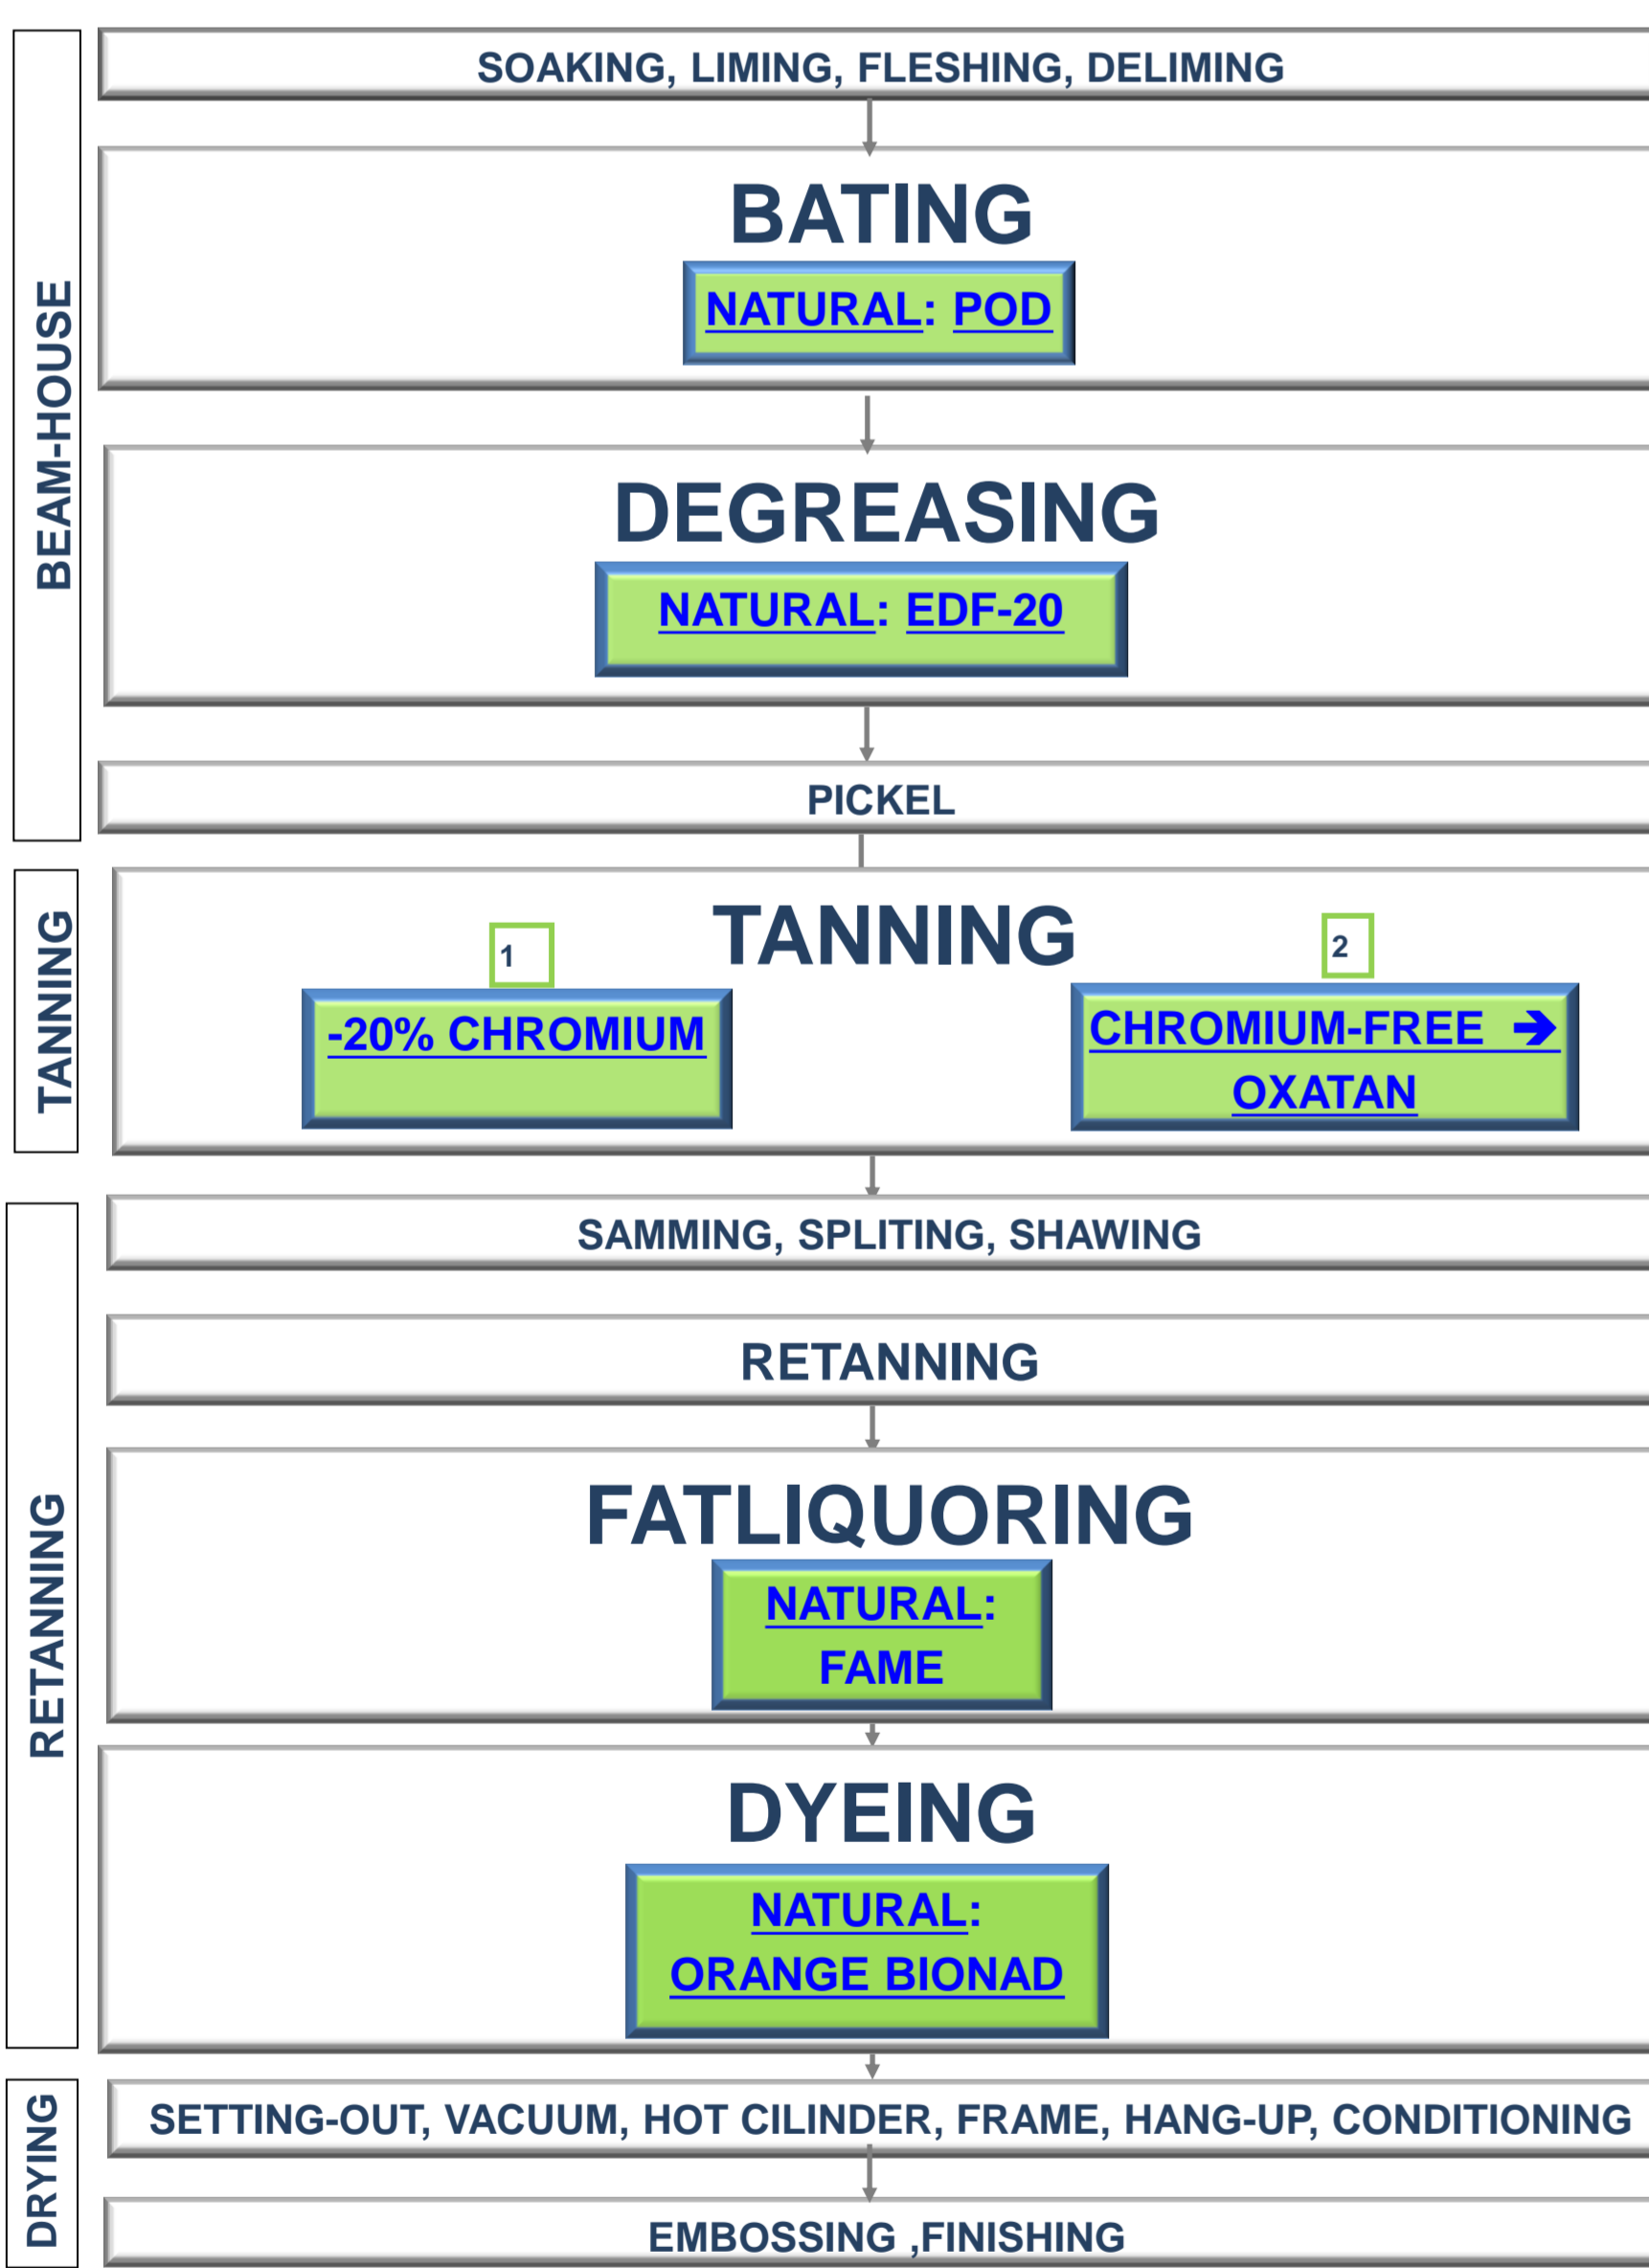 BEAM-HOUSE
SOAKING, LIMING, FLESHING, DELIMING
BATING
NATURAL: POD
DEGREASING
NATURAL: EDF-20
PICKEL
TANNING
TANNING
1
-20% CHROMIUM
2
CHROMIUM-FREE ➔
OXATAN
RETANNING
SAMMING, SPLITING, SHAWING
RETANNING
FATLIQUORING
NATURAL:
FAME
DYEING
NATURAL:
ORANGE BIONAD
DRYING
SETTING-OUT, VACUUM, HOT CILINDER, FRAME, HANG-UP, CONDITIONING
EMBOSSING ,FINISHING